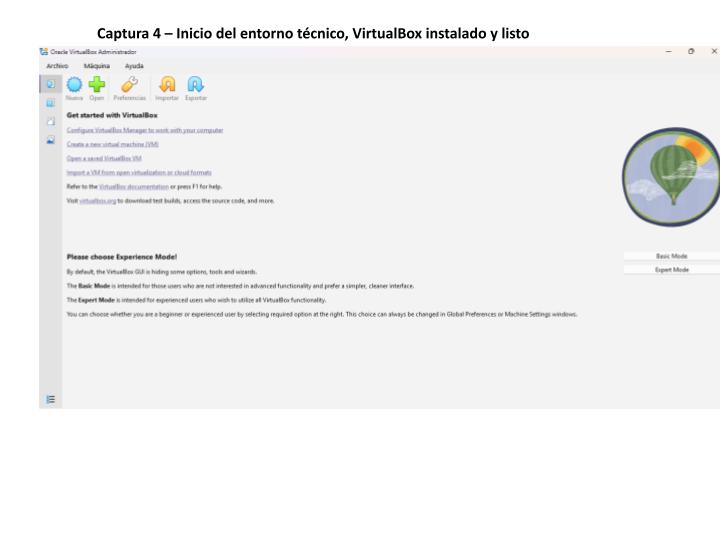 Captura 4 – Inicio del entorno técnico, VirtualBox instalado y listo
Oracle VirtualBox Administrador
Archivo Máquina Ayuda
Nueva Open Preferencias Importar Exportar
Get started with VirtualBox
Configure VirtualBox Manager to work with your computer
Create a new virtual machine (VM)
Open a saved VirtualBox VM
Import a VM from open virtualization or cloud formats
Refer to the VirtualBox documentation or press F1 for help.
Visit virtualbox.org to download test builds, access the source code, and more.
Please choose Experience Mode!
Basic Mode
By default, the VirtualBox GUI is hiding some options, tools and wizards.
Expert Mode
The Basic Mode is intended for those users who are not interested in advanced functionality and prefer a simpler, cleaner interface.
The Expert Mode is intended for experienced users who wish to utilize all VirtualBox functionality.
You can choose whether you are a beginner or experienced user by selecting required option at the right. This choice can always be changed in Global Preferences or Machine Settings windows.